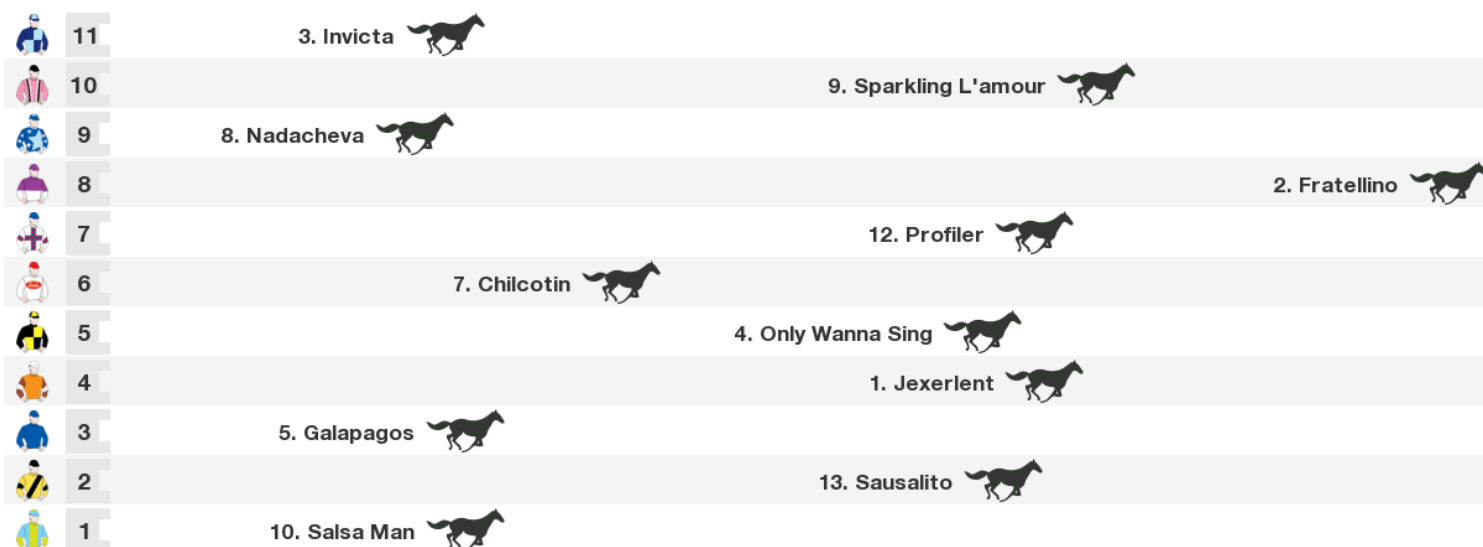 11 3. Invicta
10 9. Sparkling L'amour
9 8. Nadacheva
8 2. Fratellino
7 12. Profiler
6 7. Chilcotin
5 4. Only Wanna Sing
4 1. Jexerlent
3 5. Galapagos
2 13. Sausalito
1 10. Salsa Man